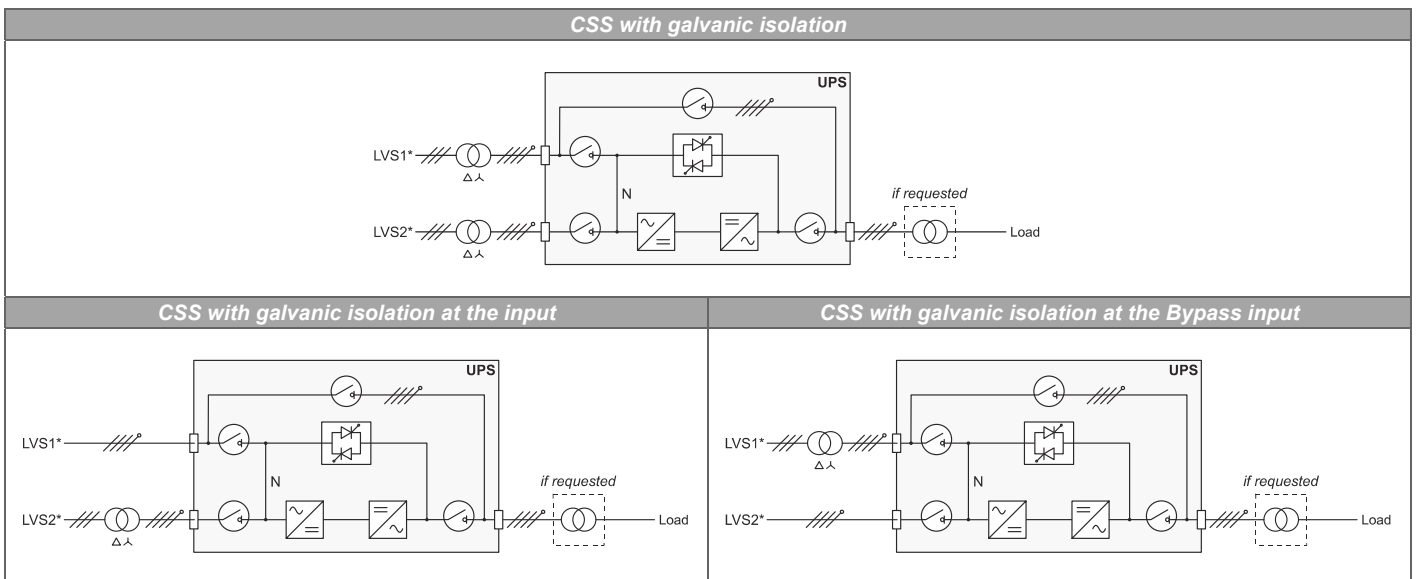 CSS with galvanic isolation
UPS
LVS1*
N
if requested
LVS2*
Load
CSS with galvanic isolation at the input
UPS
LVS1*
N
if requested
LVS2*
Load
CSS with galvanic isolation at the Bypass input
UPS
LVS1*
N
if requested
LVS2*
Load